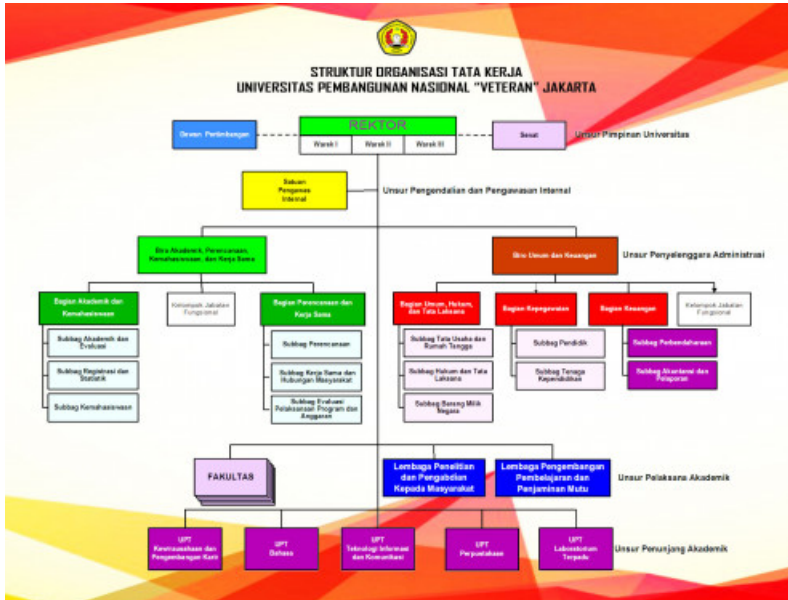 STRUKTUR ORGANISASI TATA KERJA
UNIVERSITAS PEMBANGUNAN NASIONAL "VETERAN" JAKARTA
Dewan Pertimbangan
REKTOR
Warek I
Warek II
Warek III
Senat
Unsur Pimpinan Universitas
Satuan
Pengawas
Internal
Unsur Pengendalian dan Pengawasan Internal
Biro Akademik, Perencanaan,
Kemahasiswaan, dan Kerja Sama
Biro Umum dan Keuangan
Unsur Penyelenggara Administrasi
Bagian Akademik dan
Kemahasiswaan
Kelompok Jabatan
Fungsional
Bagian Perencanaan dan
Kerja Sama
Bagian Umum, Hukum,
dan Tata Laksana
Bagian Kepegawaian
Bagian Keuangan
Kelompok Jabatan
Fungsional
Subbag Akademik dan
Evaluasi
Subbag Registrasi dan
Statistik
Subbag Kemahasiswaan
Subbag Perencanaan
Subbag Kerja Sama dan
Hubungan Masyarakat
Subbag Evaluasi
Pelaksanaan Program dan
Anggaran
Subbag Tata Usaha dan
Rumah Tangga
Subbag Hukum dan Tata
Laksana
Subbag Barang Milik
Negara
Subbag Pendidik
Subbag Tenaga
Kependidikan
Subbag Perbendaharaan
Subbag Akuntansi dan
Pelaporan
FAKULTAS
Lembaga Penelitian
dan Pengabdian
Kepada Masyarakat
Lembaga Pengembangan
Pembelajaran dan
Penjaminan Mutu
Unsur Pelaksana Akademik
UPT
Kewirausahaan dan
Pengembangan Karir
UPT
Bahasa
UPT
Teknologi Informasi
dan Komunikasi
UPT
Perpustakaan
UPT
Laboratorium
Terpadu
Unsur Penunjang Akademik